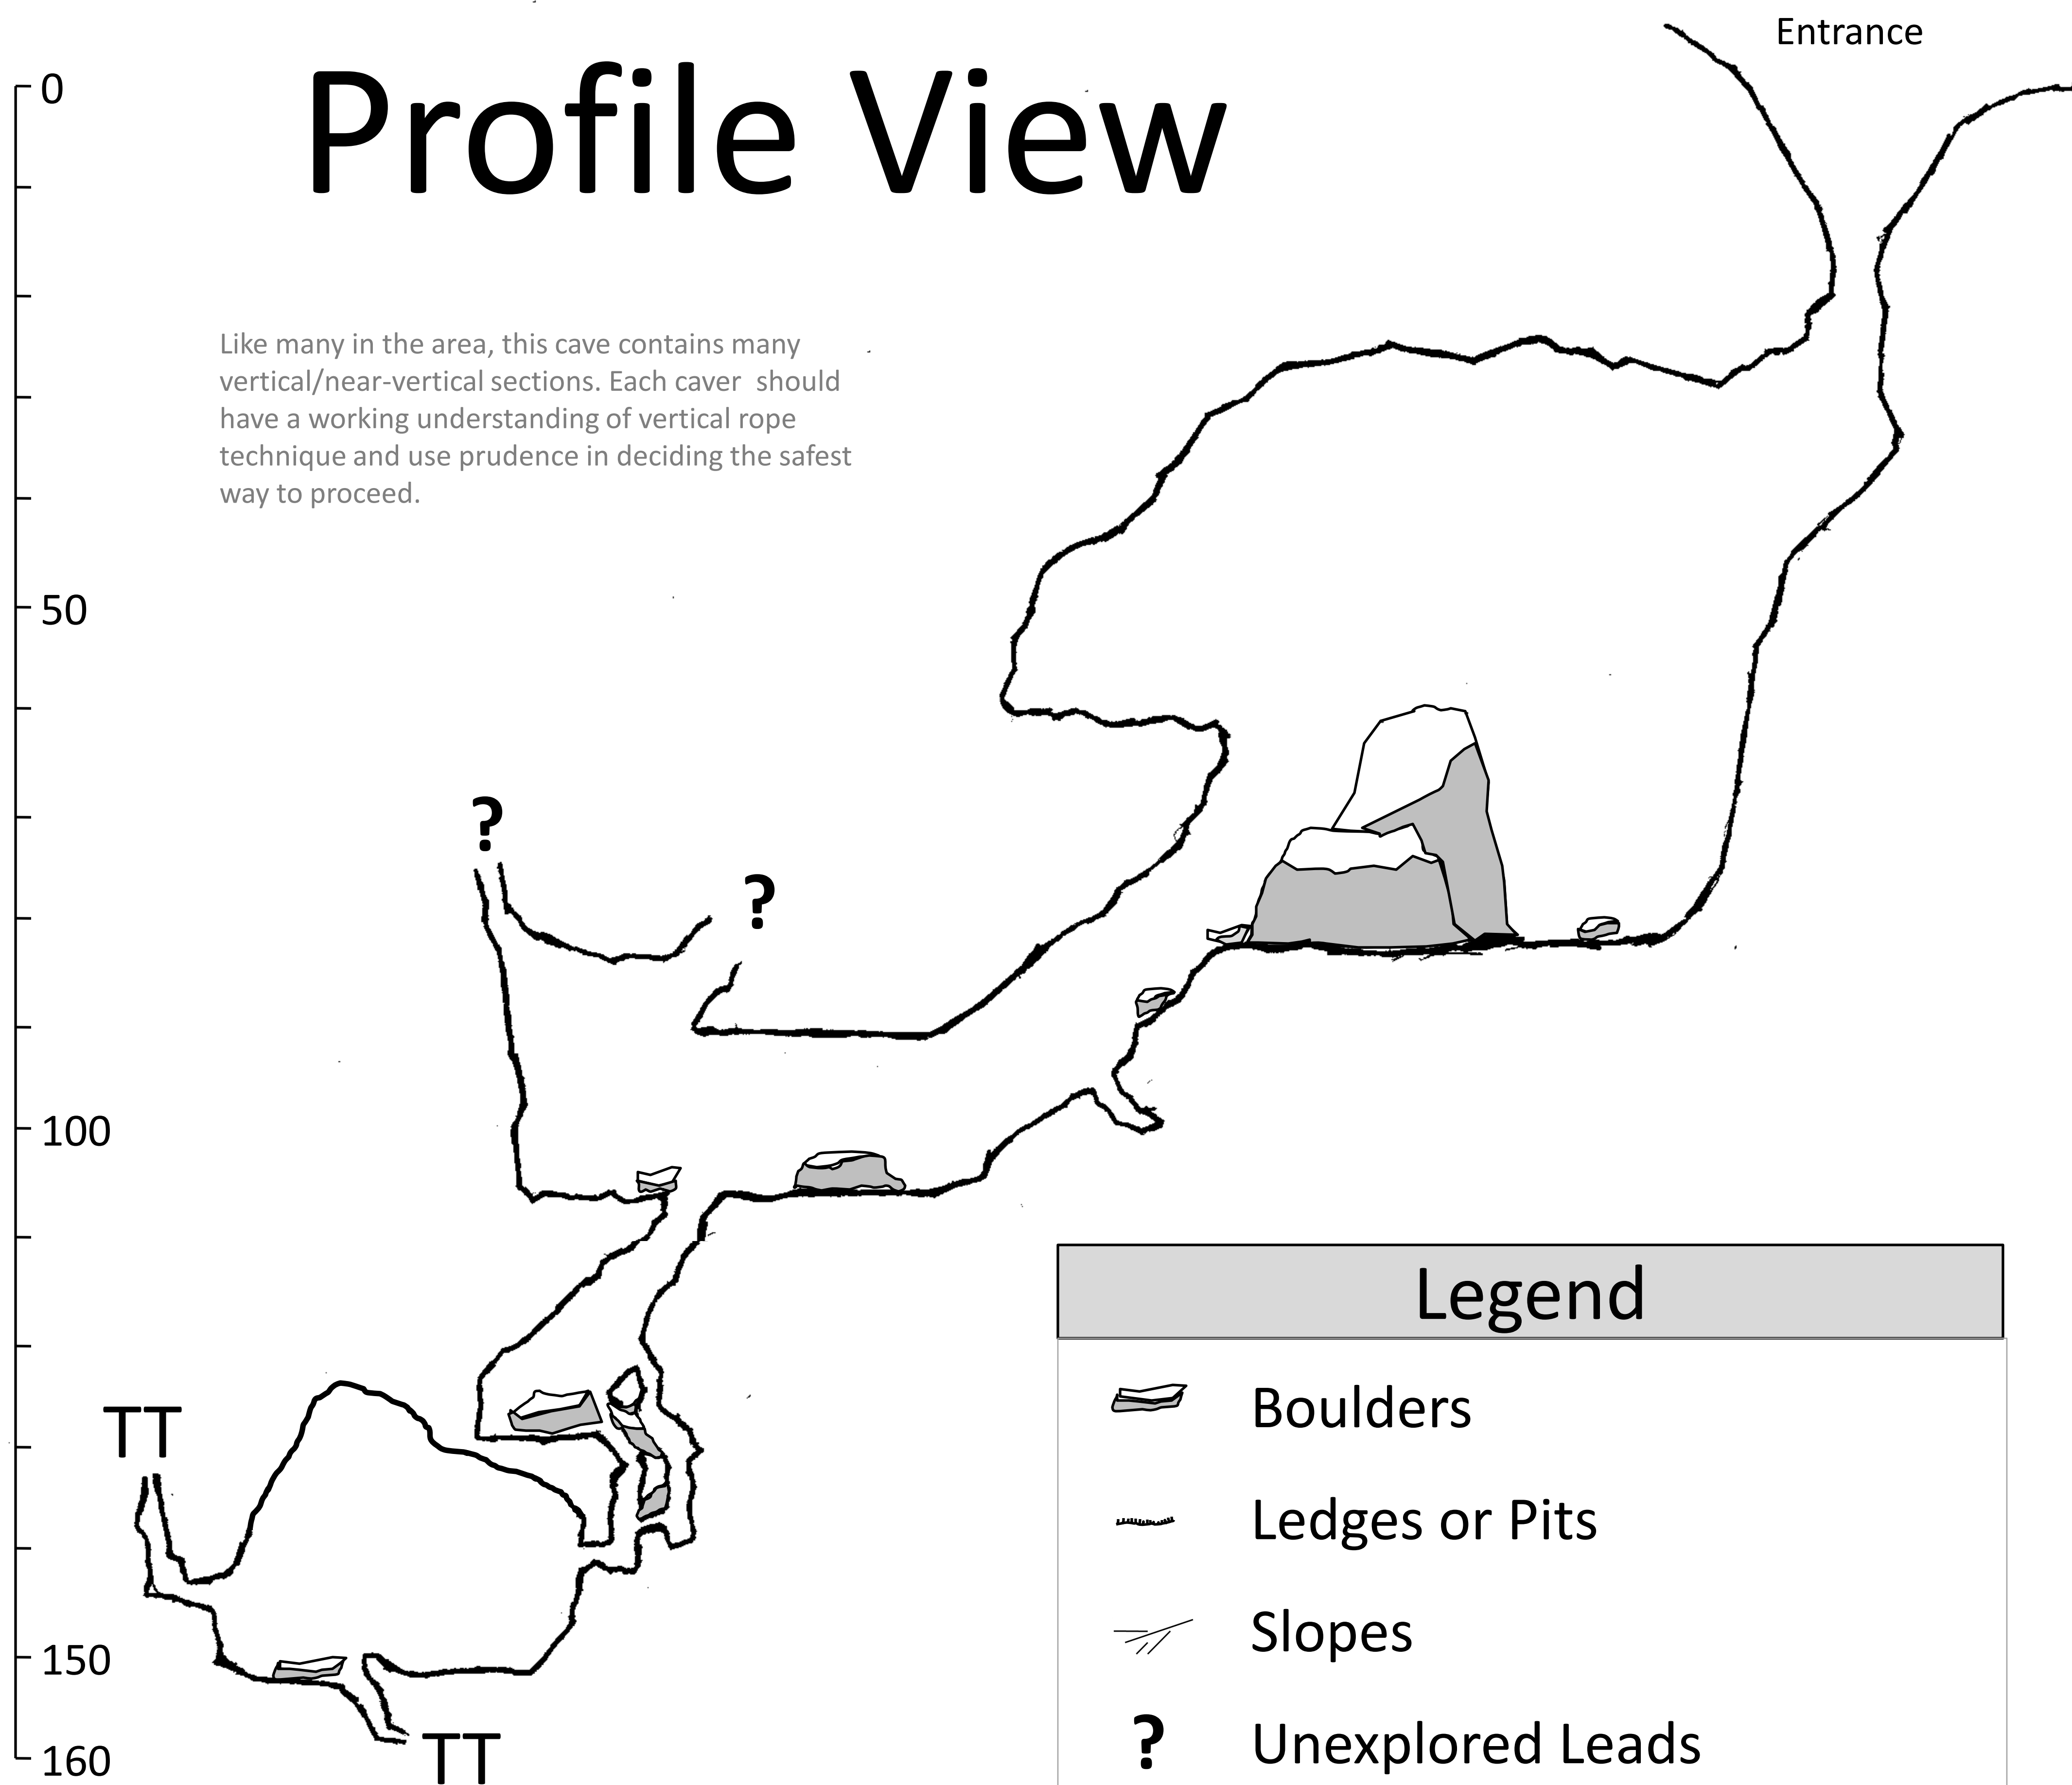 Entrance
Profile View
0
Like many in the area, this cave contains many
vertical/near-vertical sections. Each caver  should
have a working understanding of vertical rope
technique and use prudence in deciding the safest
way to proceed.
50
?
?
100
Legend
Boulders
TT
Ledges or Pits
Slopes
150
? Unexplored Leads
TT
160